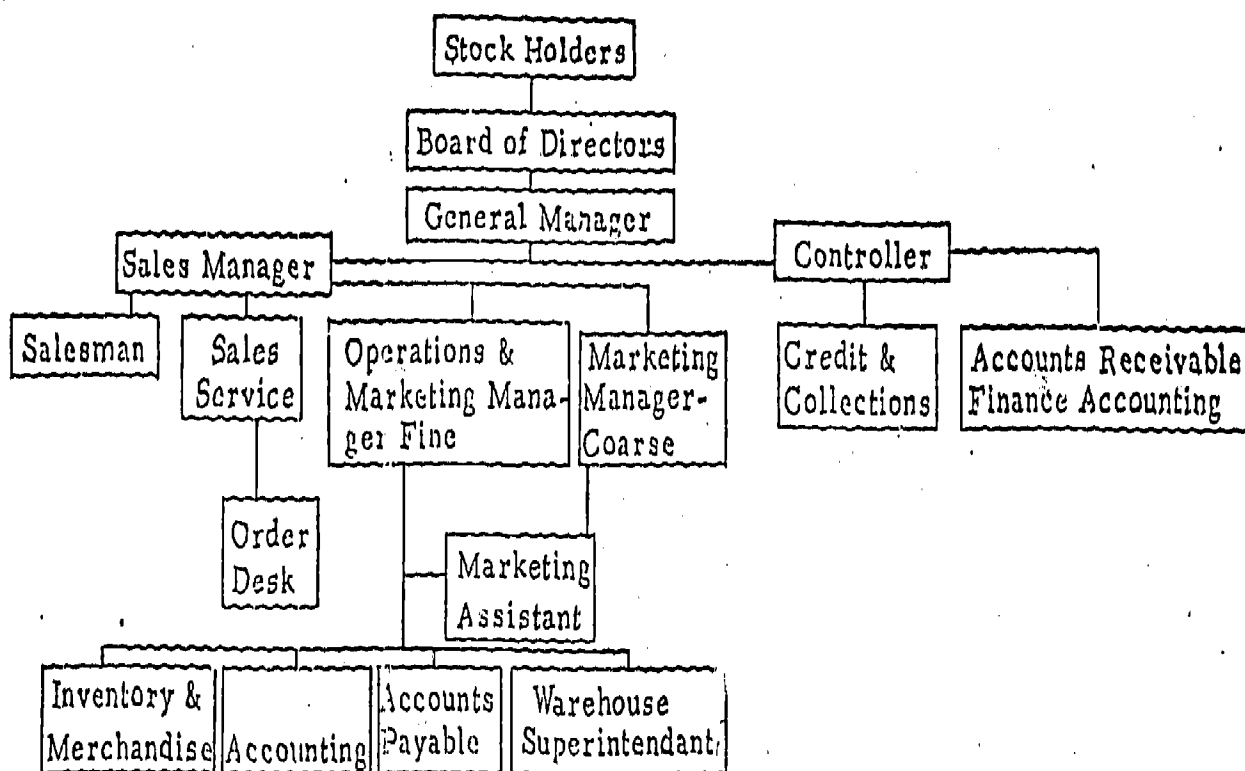 Stock Holders
Board of Directors
General Manager
Sales Manager
Controller
Salesman
Sales
Service
Operations &
Marketing Mana-
ger Fine
Marketing
Manager-
Coarse
Credit &
Collections
Accounts Receivable
Finance Accounting
Order
Desk
Marketing
Assistant
Inventory &
Merchandise
Accounting
Accounts
Payable
Warehouse
Superintendant